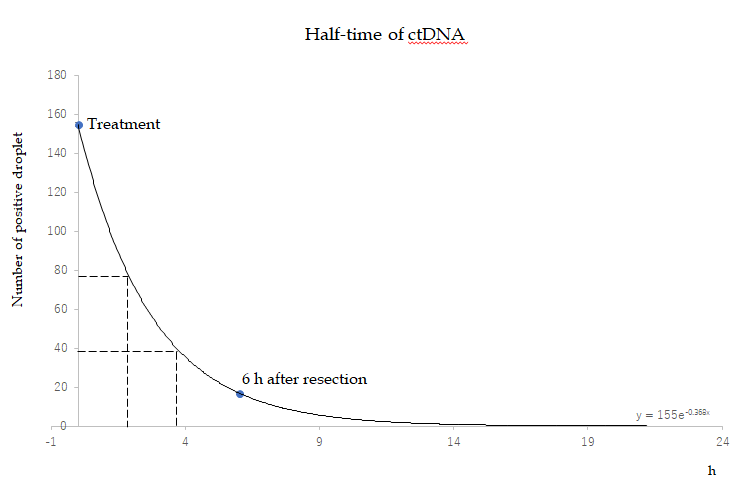 Half-time of ctDNA
Number of positive droplet
180
160
140
120
100
80
60
40
20
0
Treatment
6 h after resection
y = 155e^-0.368x
-1
4
9
14
19
24
h